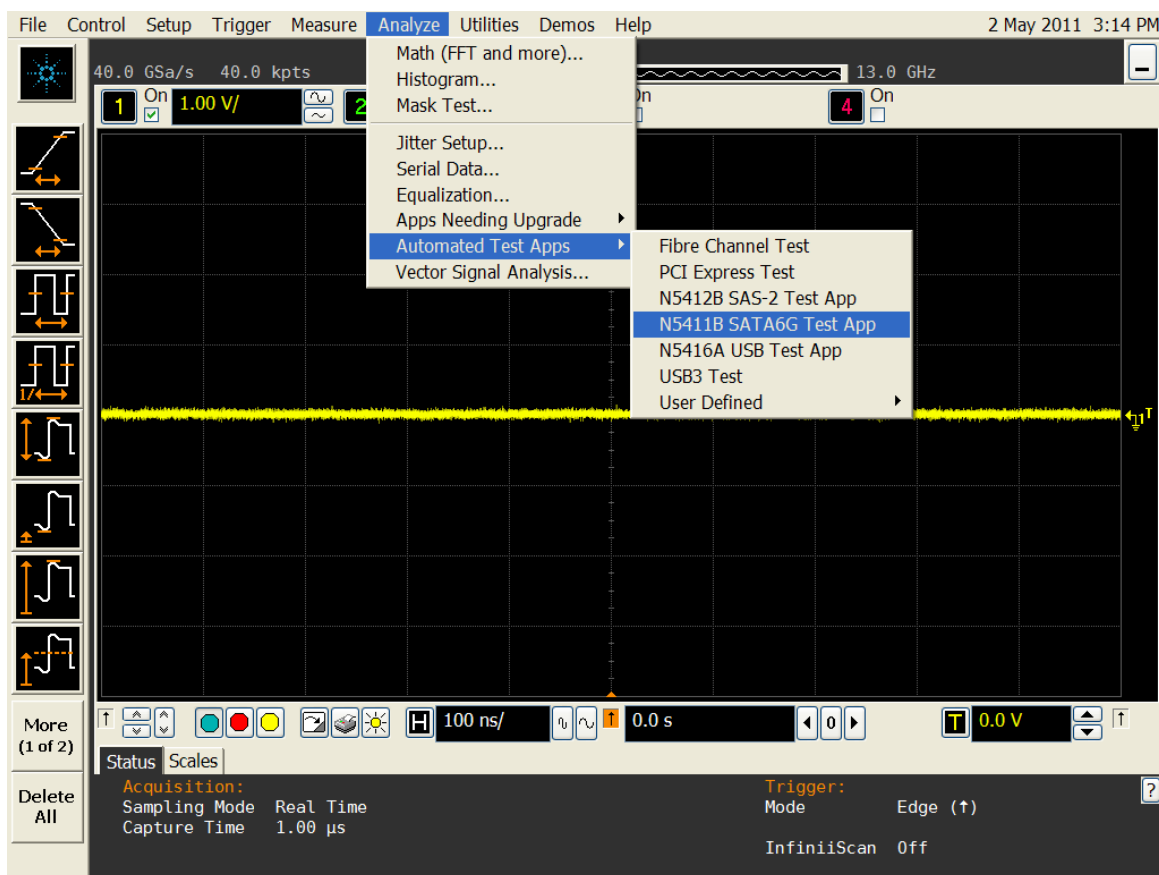 File Control Setup Trigger Measure Analyze Utilities Demos Help 2 May 2011 3:14 PM
Math (FFT and more)...
40.0 GSa/s 40.0 kpts 13.0 GHz
Histogram...
1 On 1.00 V/ 2 On 4 On
Mask Test...
Jitter Setup...
Serial Data...
Equalization...
Apps Needing Upgrade
Automated Test Apps
Vector Signal Analysis...
Fibre Channel Test
PCI Express Test
N5412B SAS-2 Test App
N5411B SATA6G Test App
N5416A USB Test App
USB3 Test
User Defined
1/
1 T
More
(1 of 2)
H 100 ns/ 0.0 s 0 T 0.0 V
Status Scales
Delete
All
Acquisition:
Sampling Mode Real Time
Capture Time 1.00 µs
Trigger:
Mode Edge (↑)
InfiniiScan Off
?